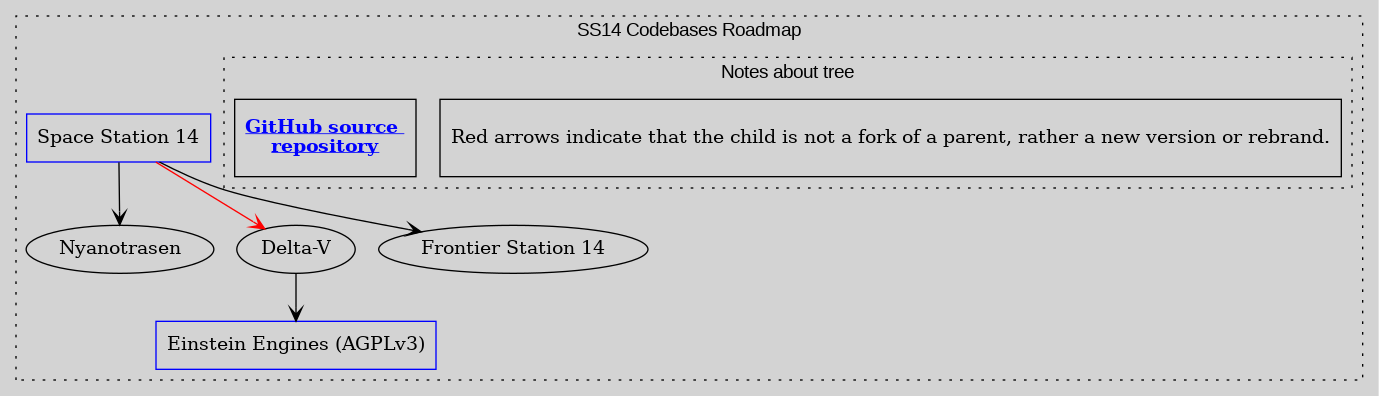 SS14 Codebases Roadmap
Notes about tree
GitHub source
repository
Red arrows indicate that the child is not a fork of a parent, rather a new version or rebrand.
Space Station 14
Nyanotrasen
Delta-V
Frontier Station 14
Einstein Engines (AGPLv3)